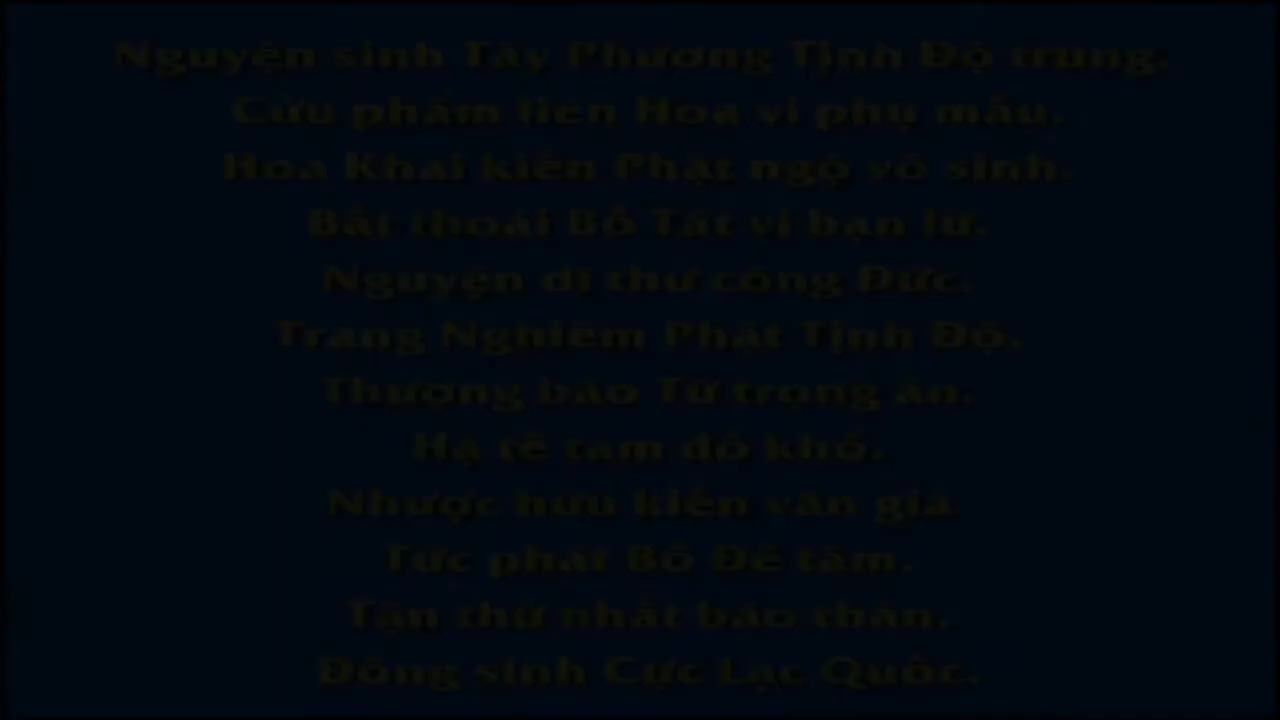 Nguyện sinh Tây Phương Tịnh Độ trung.
Cửu phẩm liên Hoa vi phụ mẫu.
Hoa Khai kiến Phật ngộ vô sinh.
Bất thoái Bồ Tát vi bạn lữ.
Nguyện dĩ thử công Đức.
Trang Nghiêm Phật Tịnh Độ.
Thượng báo Tứ trọng ân.
Hạ tế tam đồ khổ.
Nhược hữu kiến văn giả
Tức phát Bồ Đề tâm.
Tận thử nhất báo thân.
Đồng sinh Cực Lạc Quốc.